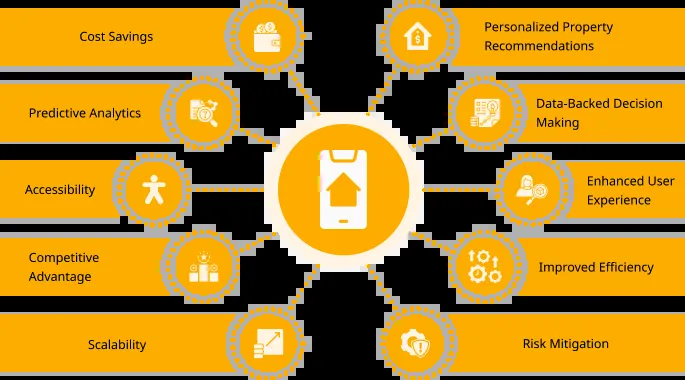 Cost Savings
Predictive Analytics
Accessibility
Competitive
Advantage
Scalability
Personalized Property
Recommendations
Data-Backed Decision
Making
Enhanced User
Experience
Improved Efficiency
Risk Mitigation